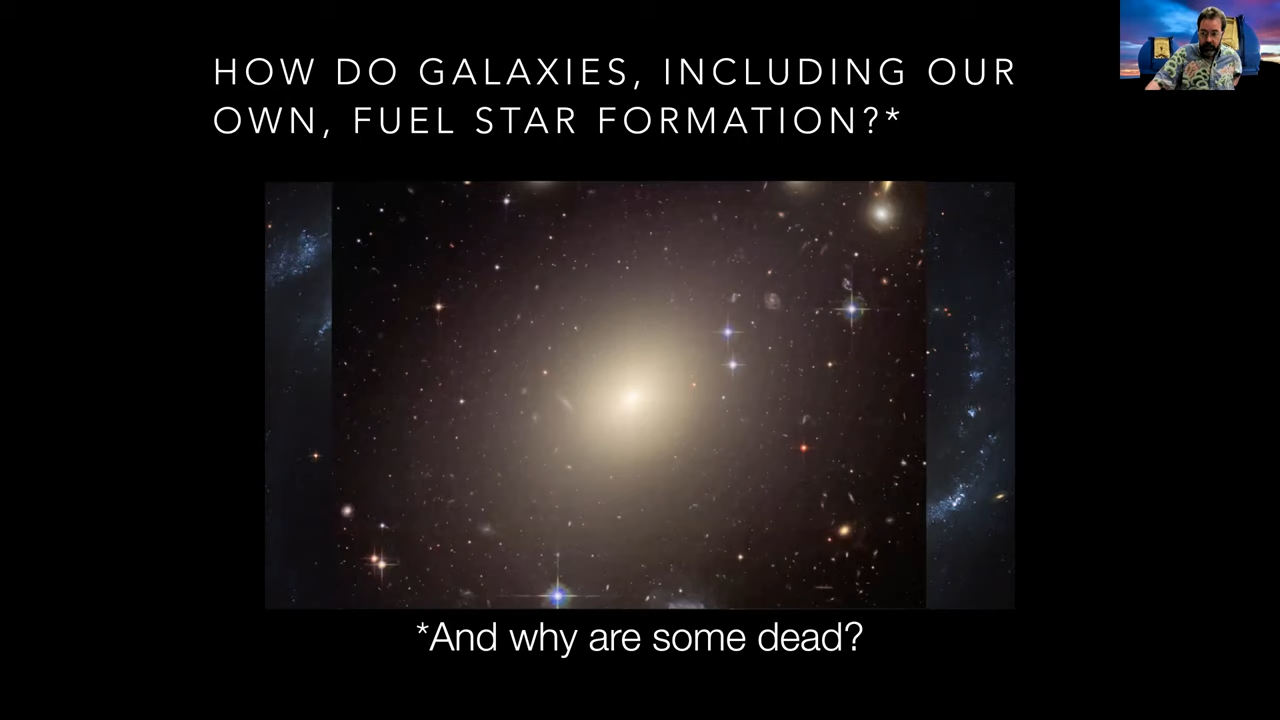 HOW DO GALAXIES, INCLUDING OUR
OWN, FUEL STAR FORMATION?*
*And why are some dead?